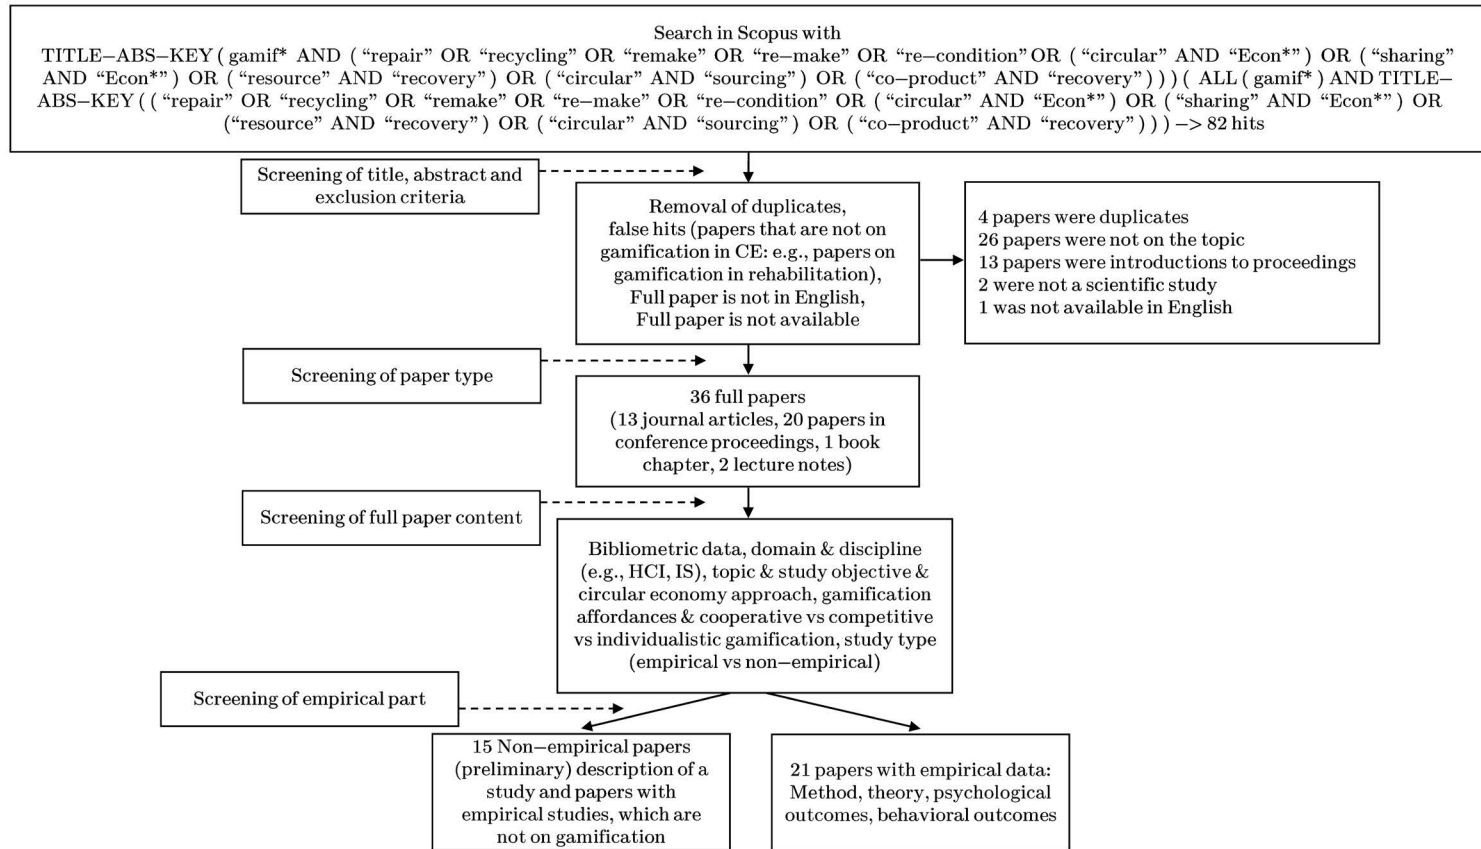 Search in Scopus with
TITLE−ABS−KEY(gamif* AND (“repair” OR “recycling” OR “remake” OR “re−make” OR “re−condition” OR (“circular” AND “Econ*”) OR (“sharing”
AND “Econ*”) OR (“resource” AND “recovery”) OR (“circular” AND “sourcing”) OR (“co−product” AND “recovery”)))(ALL(gamif*) AND TITLE−
ABS−KEY((“repair” OR “recycling” OR “remake” OR “re−make” OR “re−condition” OR (“circular” AND “Econ*”) OR (“sharing” AND “Econ*”) OR
(“resource” AND “recovery”) OR (“circular” AND “sourcing”) OR (“co−product” AND “recovery”)))−> 82 hits
Screening of title, abstract and
exclusion criteria
Removal of duplicates,
false hits (papers that are not on
gamification in CE: e.g., papers on
gamification in rehabilitation),
Full paper is not in English,
Full paper is not available
4 papers were duplicates
26 papers were not on the topic
13 papers were introductions to proceedings
2 were not a scientific study
1 was not available in English
Screening of paper type
36 full papers
(13 journal articles, 20 papers in
conference proceedings, 1 book
chapter, 2 lecture notes)
Screening of full paper content
Bibliometric data, domain & discipline
(e.g., HCI, IS), topic & study objective &
circular economy approach, gamification
affordances & cooperative vs competitive
vs individualistic gamification, study type
(empirical vs non−empirical)
Screening of empirical part
15 Non−empirical papers
(preliminary) description of a
study and papers with
empirical studies, which are
not on gamification
21 papers with empirical data:
Method, theory, psychological
outcomes, behavioral outcomes